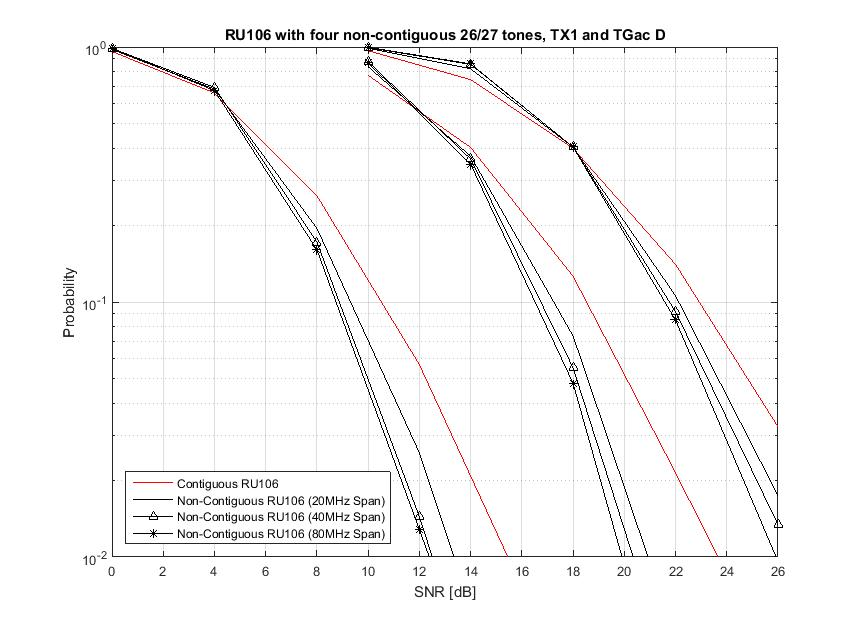 RU106 with four non-contiguous 26/27 tones, TX1 and TGac D
10^0
10^-1
10^-2
Probability
Contiguous RU106
Non-Contiguous RU106 (20MHz Span)
Non-Contiguous RU106 (40MHz Span)
Non-Contiguous RU106 (80MHz Span)
0 2 4 6 8 10 12 14 16 18 20 22 24 26
SNR [dB]